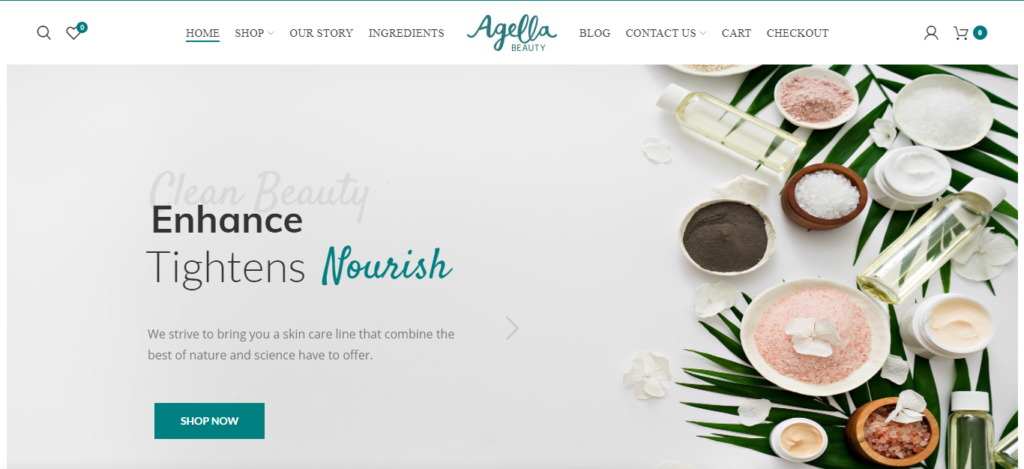 0
HOME
SHOP
OUR STORY
INGREDIENTS
Agella
BEAUTY
BLOG
CONTACT US
CART
CHECKOUT
0
Clean Beauty
Enhance
Tightens Nourish
We strive to bring you a skin care line that combine the
best of nature and science have to offer.
SHOP NOW